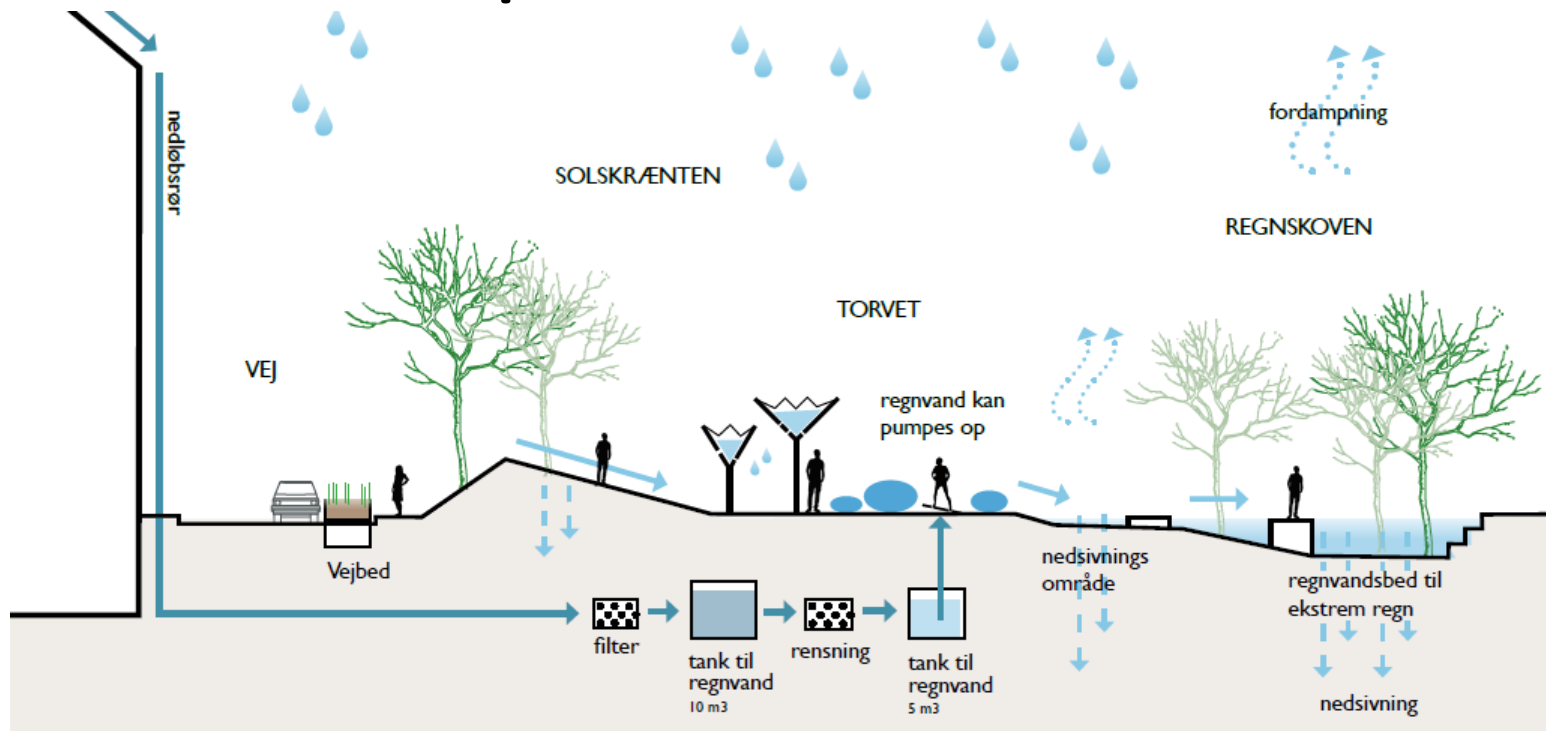 nedløbsrør
fordampning
SOLSKRÆNTEN
REGNSKOVEN
TORVET
VEJ
regnvand kan
pumpes op
Vejbed
nedsivnings
område
regnvandsbed til
ekstrem regn
filter
tank til
regnvand
10 m3
rensning
tank til
regnvand
5 m3
nedsivning